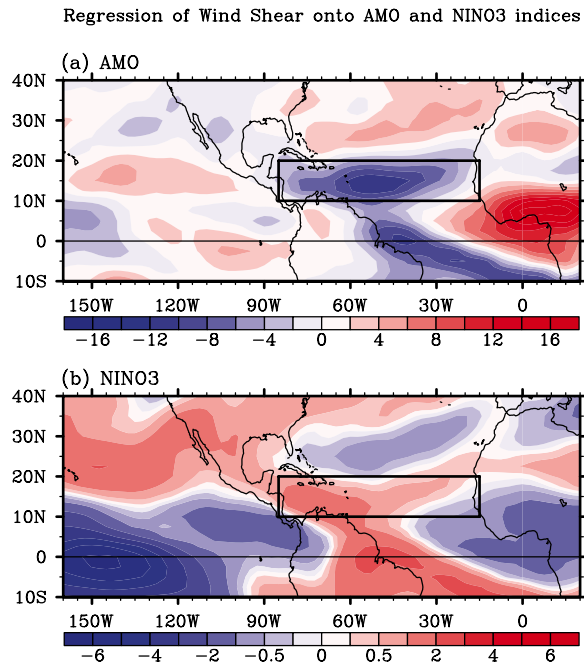 Regression of Wind Shear onto AMO and NINO3 indices
(a) AMO
40N
30N
20N
10N
0
10S
150W 120W 90W 60W 30W 0
-16 -12 -8 -4 0 4 8 12 16
(b) NINO3
40N
30N
20N
10N
0
10S
150W 120W 90W 60W 30W 0
-6 -4 -2 -0.5 0 0.5 2 4 6